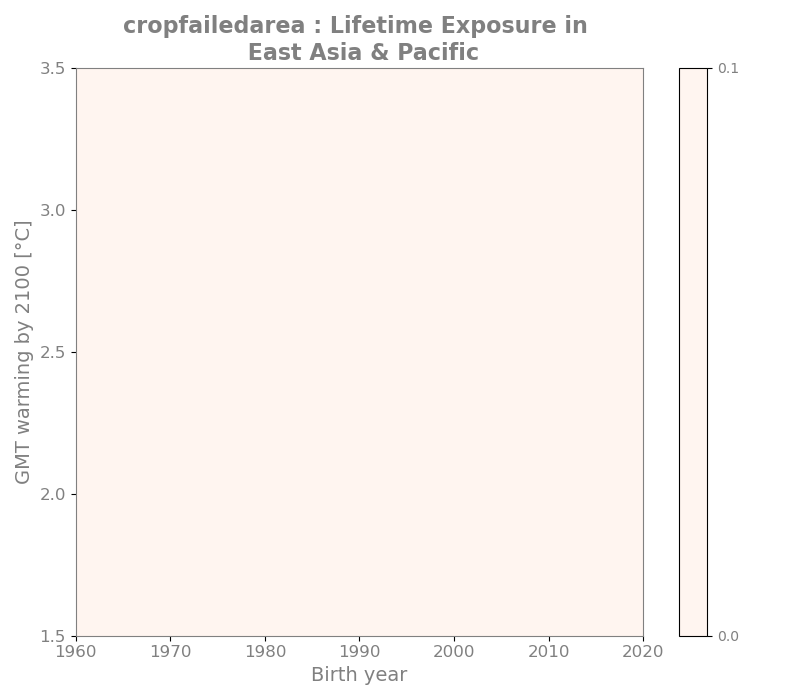 cropfailedarea : Lifetime Exposure in
East Asia & Pacific
3.5
3.0
2.5
2.0
1.5
GMT warming by 2100 [°C]
1960 1970 1980 1990 2000 2010 2020
Birth year
0.1
0.0